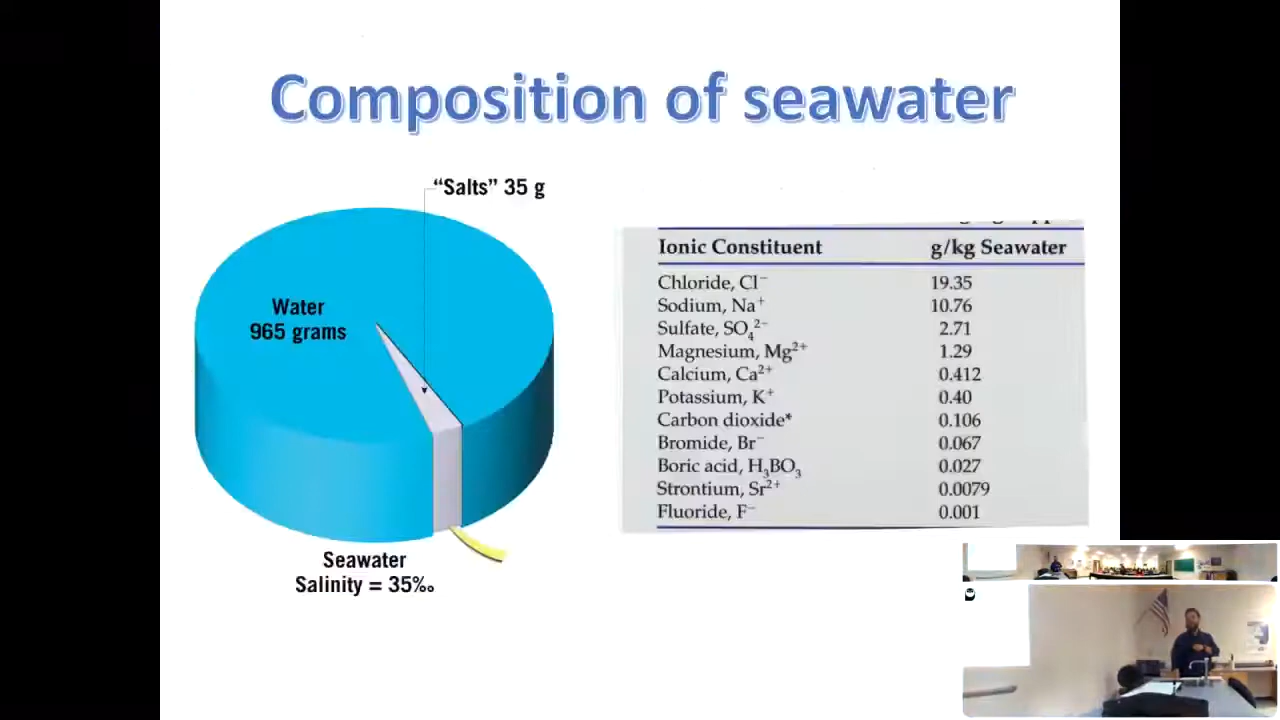 Composition of seawater
“Salts” 35 g
Water
965 grams
Seawater
Salinity = 35‰
Ionic Constituent g/kg Seawater
Chloride, Cl⁻ 19.35
Sodium, Na⁺ 10.76
Sulfate, SO₄²⁻ 2.71
Magnesium, Mg²⁺ 1.29
Calcium, Ca²⁺ 0.412
Potassium, K⁺ 0.40
Carbon dioxide* 0.106
Bromide, Br⁻ 0.067
Boric acid, H₃BO₃ 0.027
Strontium, Sr²⁺ 0.0079
Fluoride, F⁻ 0.001